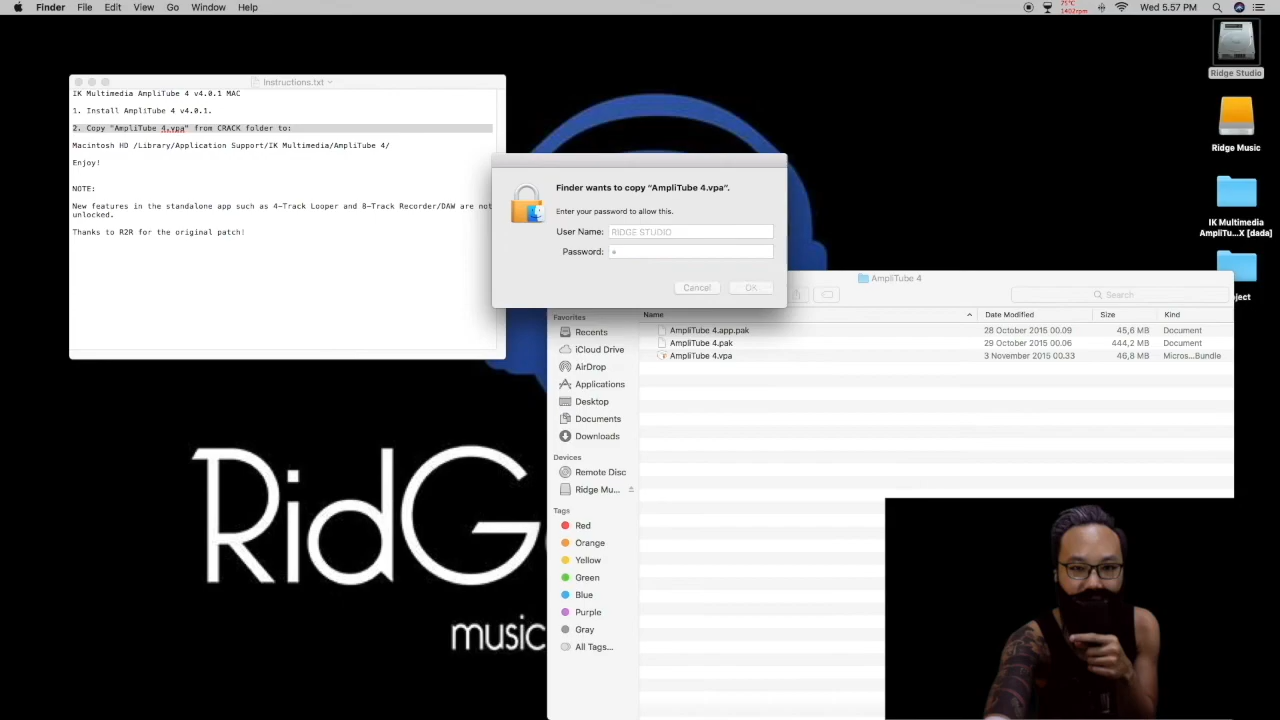 Finder File Edit View Go Window Help
75°C
1402rpm
Wed 5.57 PM
Instructions.txt
IK Multimedia AmpliTube 4 v4.0.1 MAC
1. Install AmpliTube 4 v4.0.1.
2. Copy "AmpliTube 4.vpa" from CRACK folder to:
Macintosh HD /Library/Application Support/IK Multimedia/AmpliTube 4/
Enjoy!
NOTE:
New features in the standalone app such as 4-Track Looper and 8-Track Recorder/DAW are not
unlocked.
Thanks to R2R for the original patch!
Finder wants to copy “AmpliTube 4.vpa”.
Enter your password to allow this.
User Name: RIDGE STUDIO
Password:
Cancel OK
Ridge Studio
Ridge Music
IK Multimedia
AmpliTu...X [dada]
oject
AmpliTube 4
Search
Favorites
Recents
iCloud Drive
AirDrop
Applications
Desktop
Documents
Downloads
Devices
Remote Disc
Ridge Mu...
Tags
Red
Orange
Yellow
Green
Blue
Purple
Gray
All Tags...
Name Date Modified Size Kind
AmpliTube 4.app.pak 28 October 2015 00.09 45,6 MB Document
AmpliTube 4.pak 29 October 2015 00.06 444,2 MB Document
AmpliTube 4.vpa 3 November 2015 00.33 46,8 MB Micros...Bundle
RidG
music